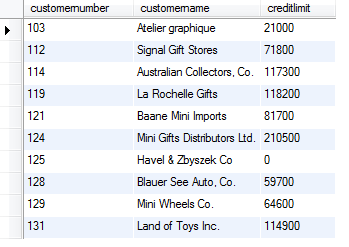 customernumber customername creditlimit
103 Atelier graphique 21000
112 Signal Gift Stores 71800
114 Australian Collectors, Co. 117300
119 La Rochelle Gifts 118200
121 Baane Mini Imports 81700
124 Mini Gifts Distributors Ltd. 210500
125 Havel & Zbyszek Co 0
128 Blauer See Auto, Co. 59700
129 Mini Wheels Co. 64600
131 Land of Toys Inc. 114900